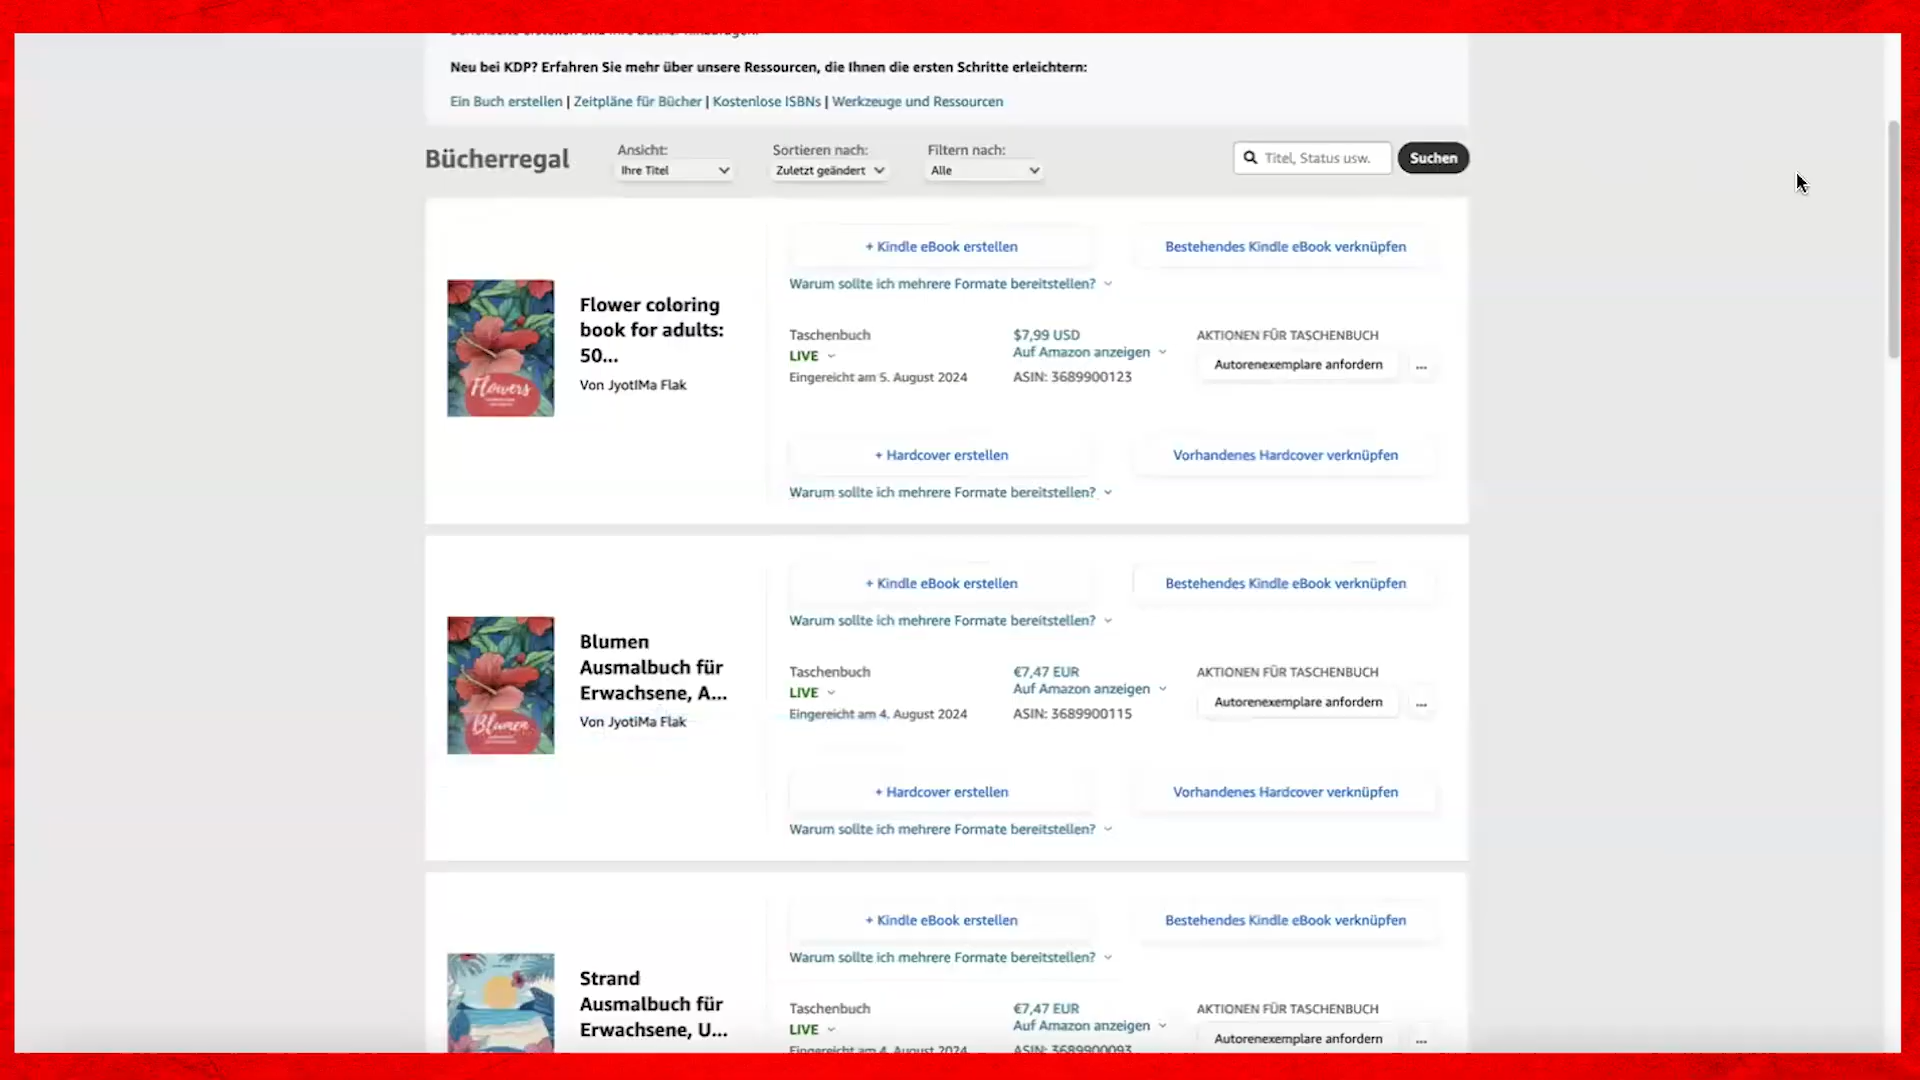 Neu bei KDP? Erfahren Sie mehr über unsere Ressourcen, die Ihnen die ersten Schritte erleichtern:
Ein Buch erstellen | Zeitpläne für Bücher | Kostenlose ISBNs | Werkzeuge und Ressourcen
Bücherregal
Ansicht:
Ihre Titel
Sortieren nach:
Zuletzt geändert
Filtern nach:
Alle
Titel, Status usw.
Suchen
Flowers
Flower coloring
book for adults:
50...
Von JyotIMa Flak
+ Kindle eBook erstellen
Bestehendes Kindle eBook verknüpfen
Warum sollte ich mehrere Formate bereitstellen?
Taschenbuch
LIVE
Eingereicht am 5. August 2024
$7,99 USD
Auf Amazon anzeigen
ASIN: 3689900123
AKTIONEN FÜR TASCHENBUCH
Autorenexemplare anfordern
...
+ Hardcover erstellen
Vorhandenes Hardcover verknüpfen
Warum sollte ich mehrere Formate bereitstellen?
Blumen
Blumen
Ausmalbuch für
Erwachsene, A...
Von JyotiMa Flak
+ Kindle eBook erstellen
Bestehendes Kindle eBook verknüpfen
Warum sollte ich mehrere Formate bereitstellen?
Taschenbuch
LIVE
Eingereicht am 4. August 2024
€7,47 EUR
Auf Amazon anzeigen
ASIN: 3689900115
AKTIONEN FÜR TASCHENBUCH
Autorenexemplare anfordern
...
+ Hardcover erstellen
Vorhandenes Hardcover verknüpfen
Warum sollte ich mehrere Formate bereitstellen?
Strand
Ausmalbuch für
Erwachsene, U...
+ Kindle eBook erstellen
Bestehendes Kindle eBook verknüpfen
Warum sollte ich mehrere Formate bereitstellen?
Taschenbuch
LIVE
Eingereicht am 4. August 2024
€7,47 EUR
Auf Amazon anzeigen
ASIN: 3689900093
AKTIONEN FÜR TASCHENBUCH
Autorenexemplare anfordern
...